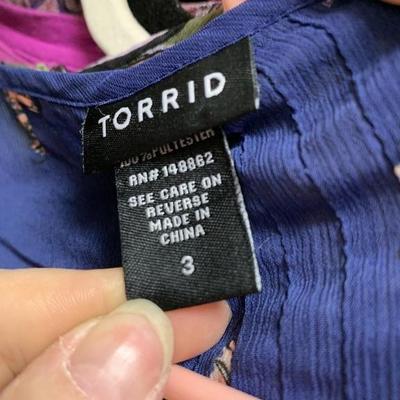 TORRID
100% POLYESTER
RN# 148862
SEE CARE ON
REVERSE
MADE IN
CHINA
3